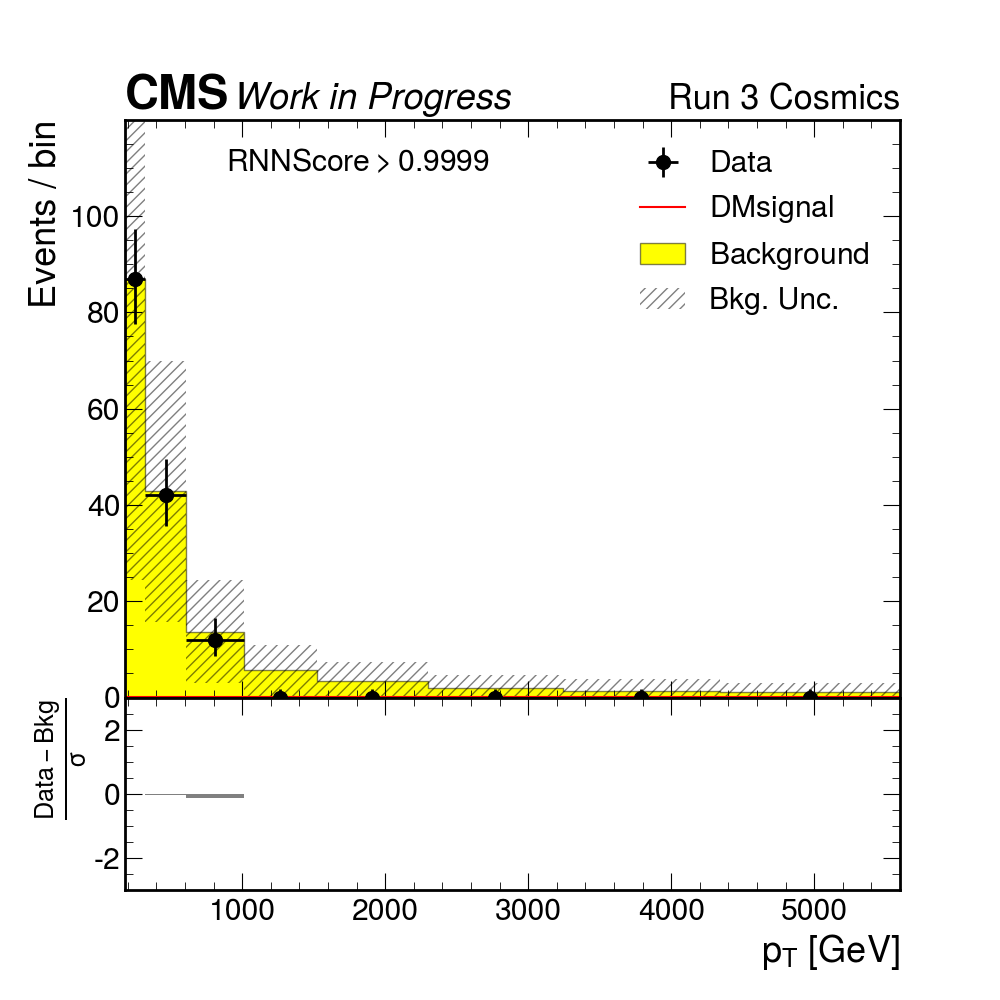 CMS Work in Progress
Run 3 Cosmics
Events / bin
RNNScore > 0.9999
Data
DMsignal
Background
Bkg. Unc.
100
80
60
40
20
0
Data – Bkg
σ
2
0
-2
1000 2000 3000 4000 5000
pT [GeV]